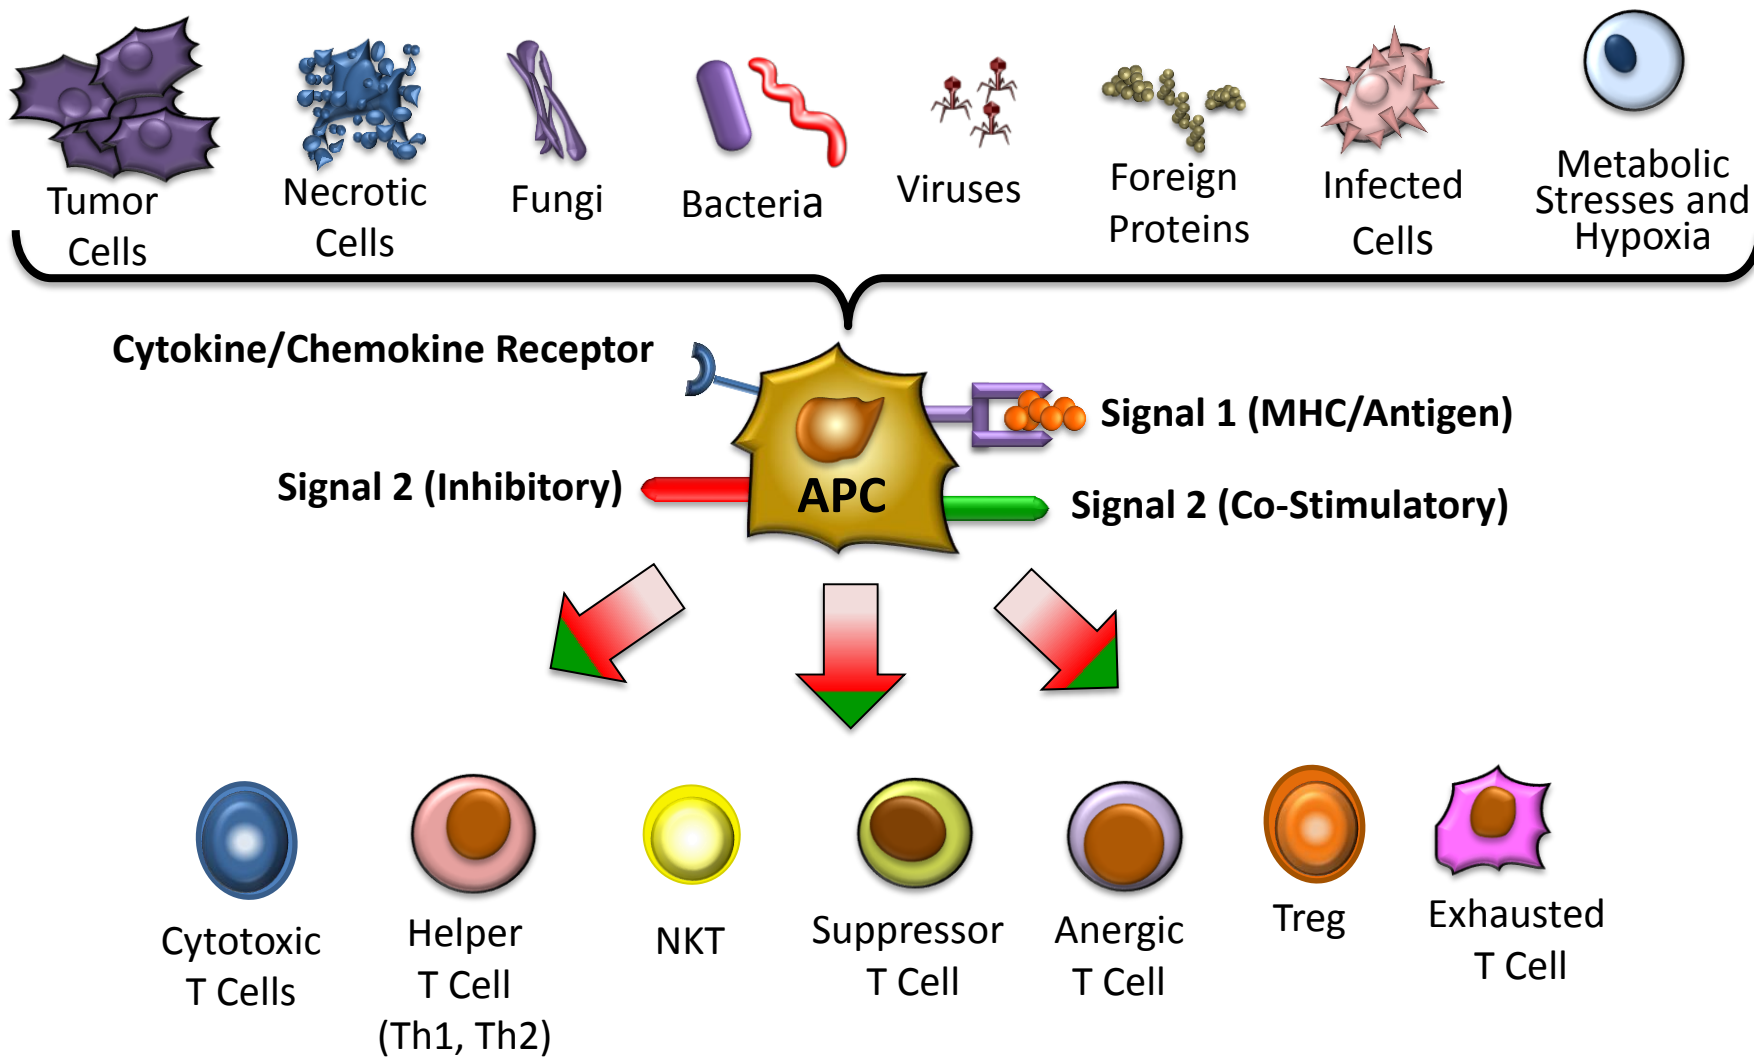 Tumor
Cells
Necrotic
Cells
Fungi
Bacteria
Viruses
Foreign
Proteins
Infected
Cells
Metabolic
Stresses and
Hypoxia
Cytokine/Chemokine Receptor
Signal 1 (MHC/Antigen)
Signal 2 (Inhibitory)
APC
Signal 2 (Co-Stimulatory)
Cytotoxic
T Cells
Helper
T Cell
(Th1, Th2)
NKT
Suppressor
T Cell
Anergic
T Cell
Treg
Exhausted
T Cell